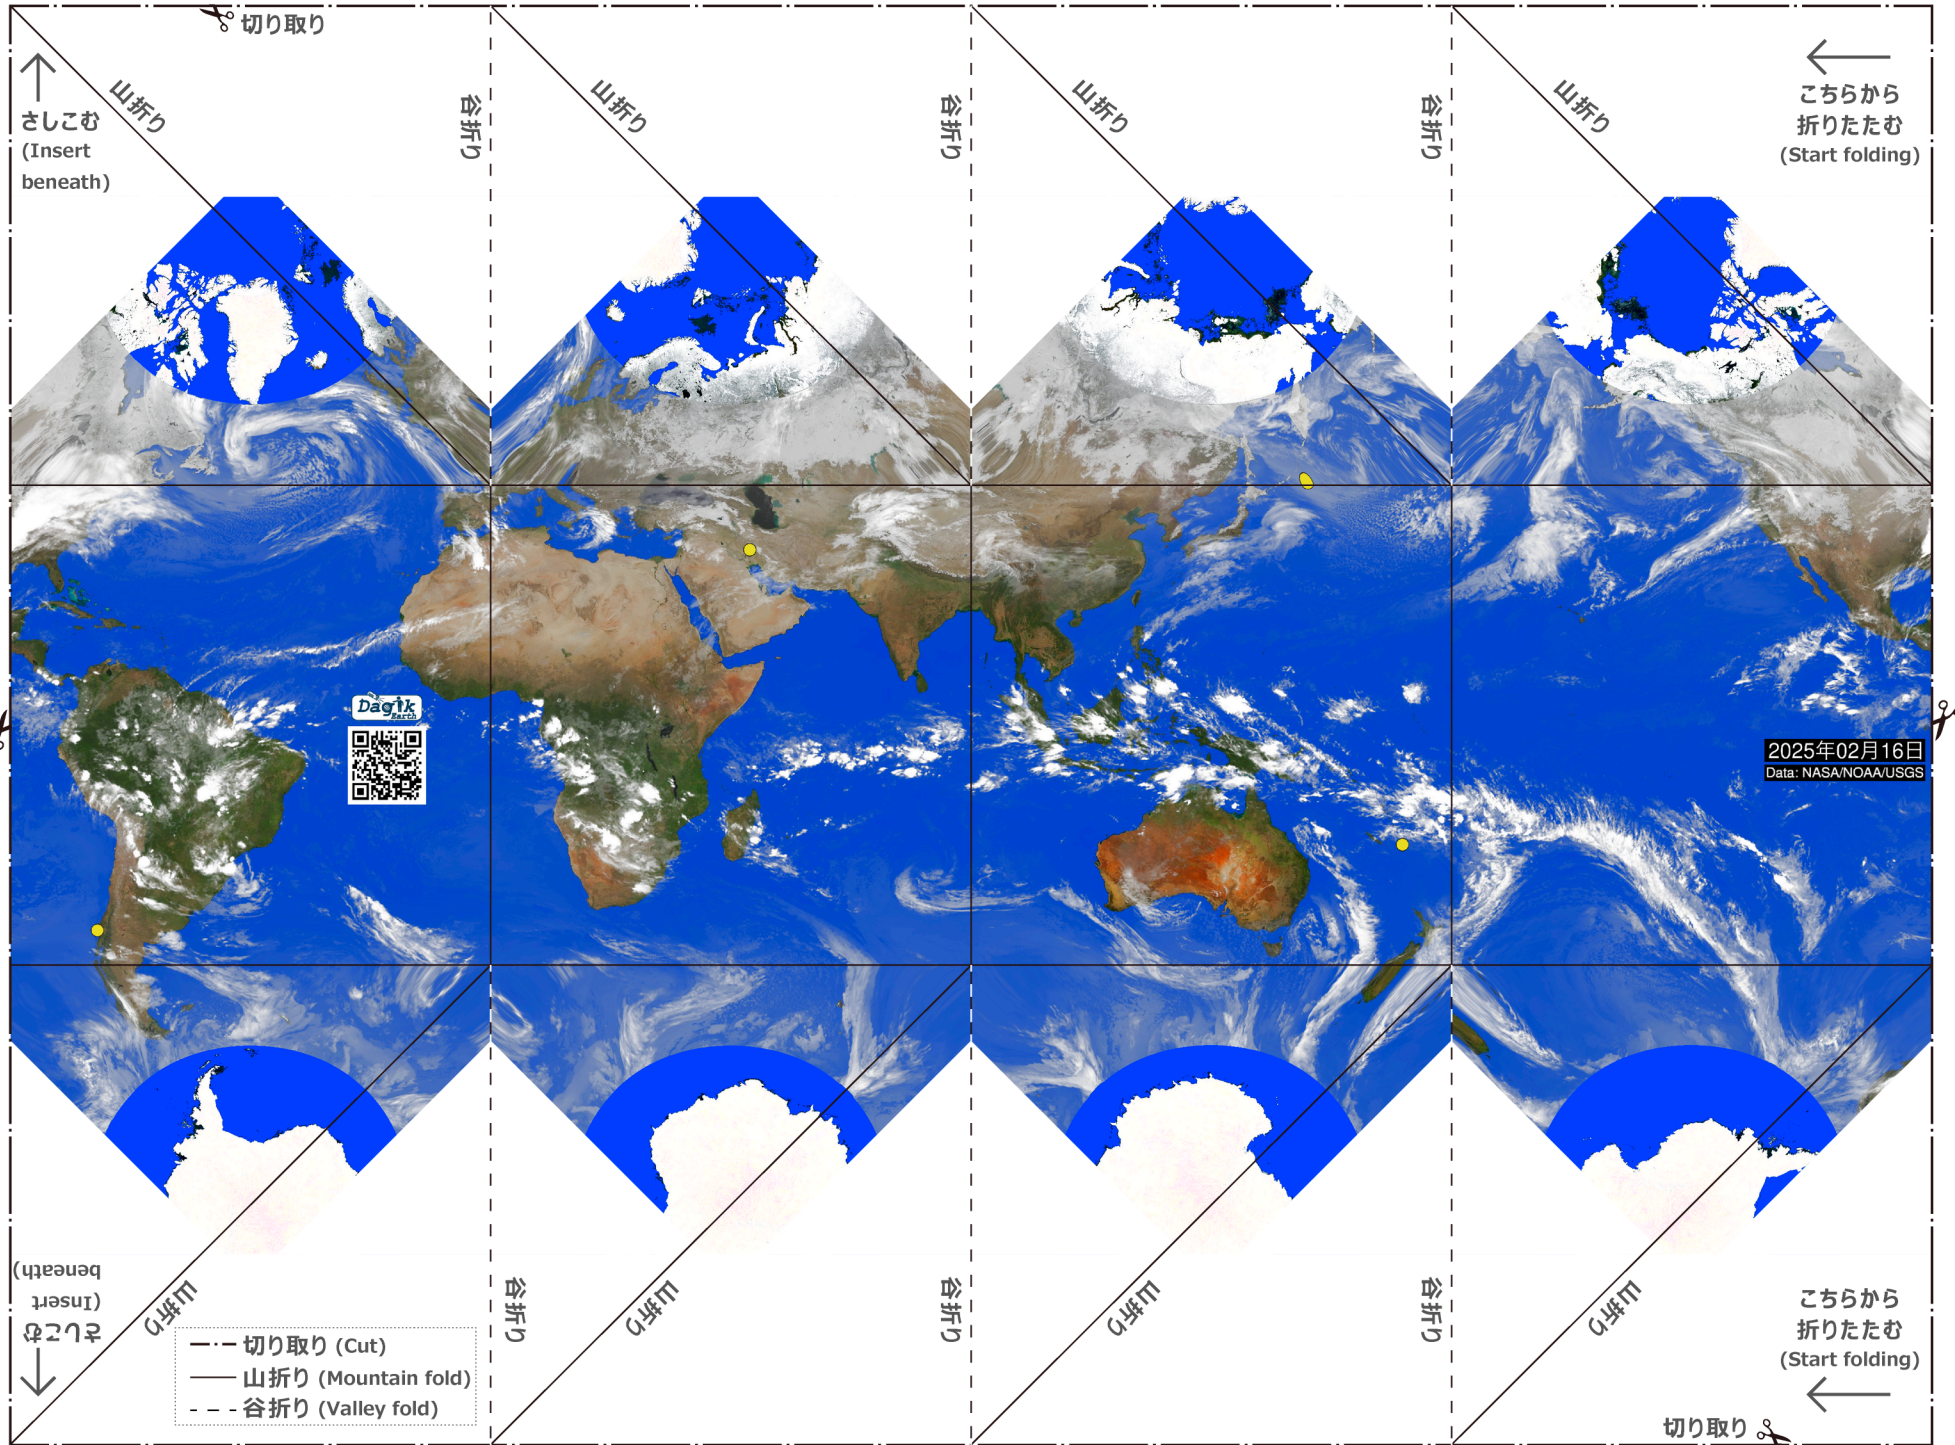 切り取り
さしこむ
(Insert
beneath)
山折り
谷折り
山折り
谷折り
山折り
谷折り
山折り
こちらから
折りたたむ
(Start folding)
Dagik
Earth
2025年02月16日
Data: NASA/NOAA/USGS
さしこむ
(Insert
beneath)
山折り
谷折り
山折り
谷折り
山折り
谷折り
山折り
こちらから
折りたたむ
(Start folding)
切り取り (Cut)
山折り (Mountain fold)
谷折り (Valley fold)
切り取り